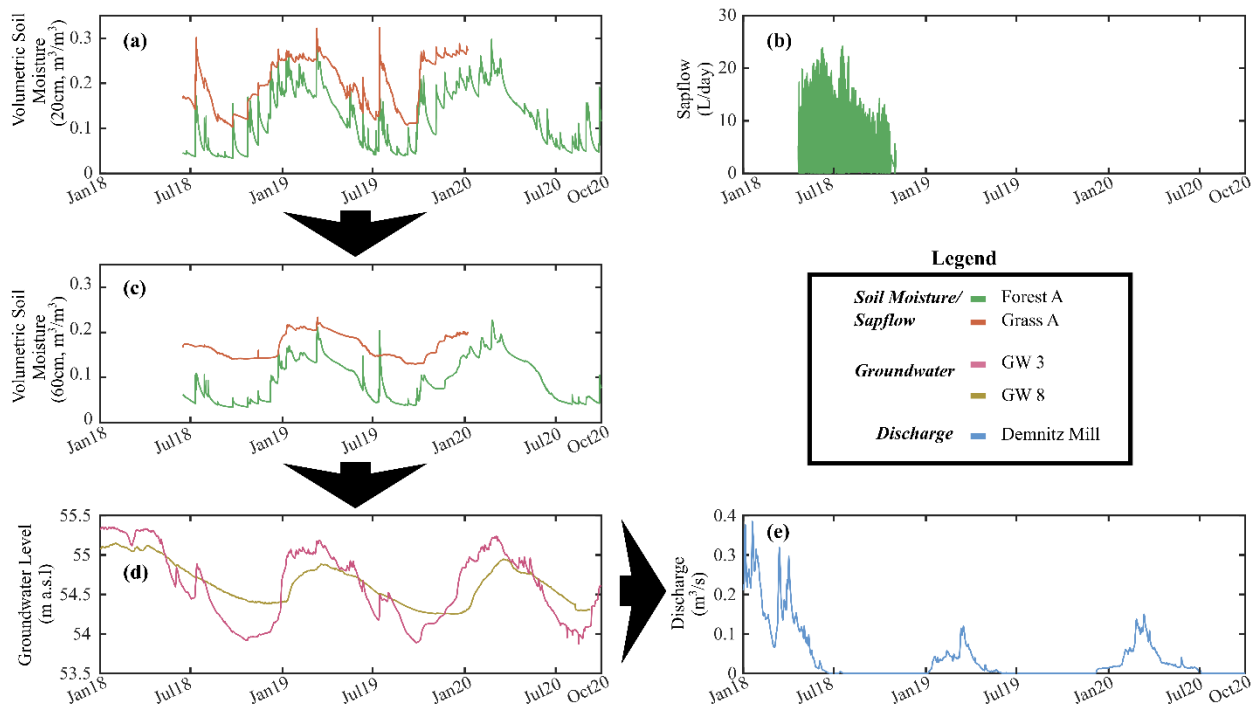 (a)
Volumetric Soil
Moisture
(20cm, m³/m³)
0.3
0.2
0.1
0
Jan18
Jul18
Jan19
Jul19
Jan20
Jul20
Oct20
(b)
Sapflow
(L/day)
30
20
10
0
Jan18
Jul18
Jan19
Jul19
Jan20
Jul20
Oct20
(c)
Volumetric Soil
Moisture
(60cm, m³/m³)
0.3
0.2
0.1
0
Jan18
Jul18
Jan19
Jul19
Jan20
Jul20
Oct20
Legend
Soil Moisture/
Sapflow
Forest A
Grass A
Groundwater
GW 3
GW 8
Discharge
Demnitz Mill
(d)
Groundwater Level
(m a.s.l)
55.5
55
54.5
54
53.5
Jan18
Jul18
Jan19
Jul19
Jan20
Jul20
Oct20
(e)
Discharge
(m³/s)
0.4
0.3
0.2
0.1
0
Jan18
Jul18
Jan19
Jul19
Jan20
Jul20
Oct20